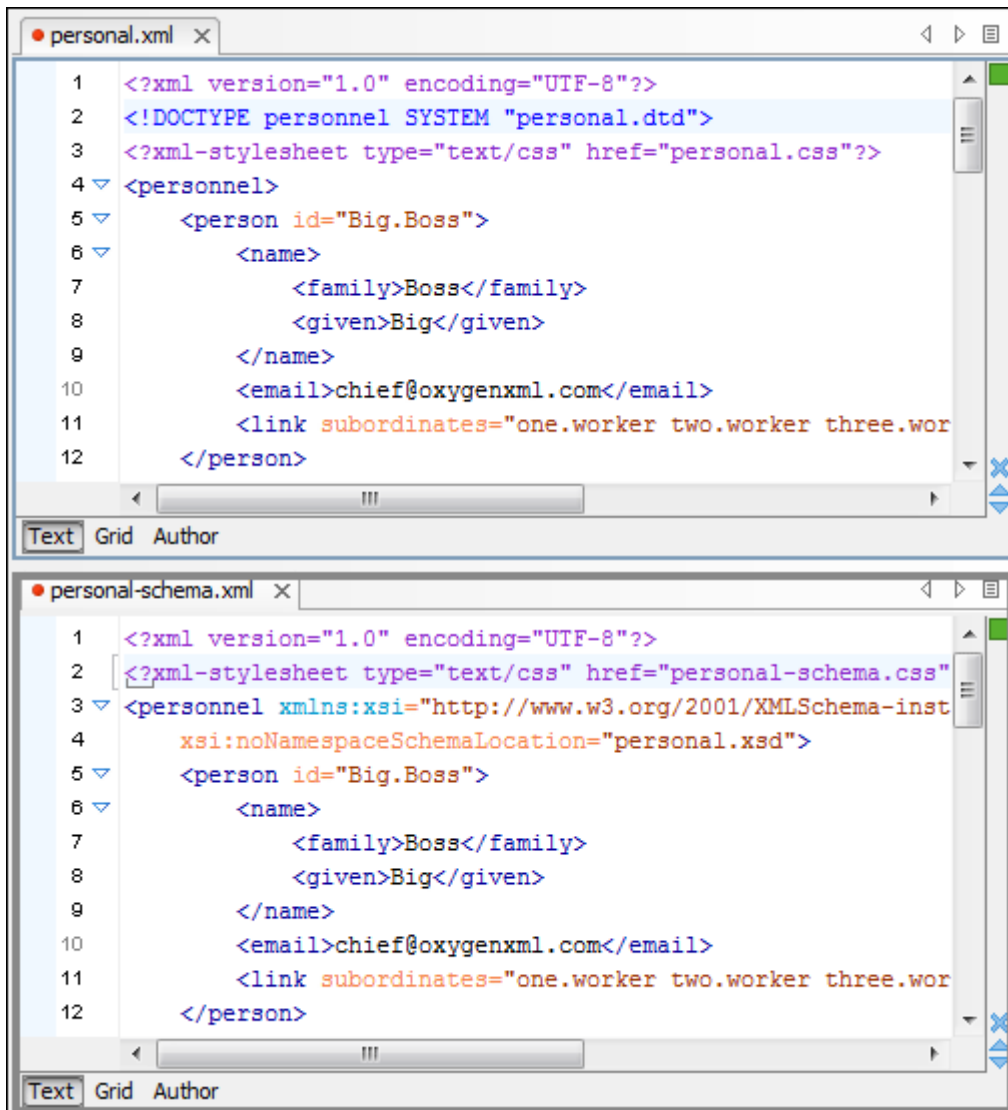 personal.xml
1 <?xml version="1.0" encoding="UTF-8"?>
2 <!DOCTYPE personnel SYSTEM "personal.dtd">
3 <?xml-stylesheet type="text/css" href="personal.css"?>
4 <personnel>
5 <person id="Big.Boss">
6 <name>
7 <family>Boss</family>
8 <given>Big</given>
9 </name>
10 <email>chief@oxygenxml.com</email>
11 <link subordinates="one.worker two.worker three.wor
12 </person>
Text Grid Author
personal-schema.xml
1 <?xml version="1.0" encoding="UTF-8"?>
2 <?xml-stylesheet type="text/css" href="personal-schema.css"
3 <personnel xmlns:xsi="http://www.w3.org/2001/XMLSchema-inst
4 xsi:noNamespaceSchemaLocation="personal.xsd">
5 <person id="Big.Boss">
6 <name>
7 <family>Boss</family>
8 <given>Big</given>
9 </name>
10 <email>chief@oxygenxml.com</email>
11 <link subordinates="one.worker two.worker three.wor
12 </person>
Text Grid Author